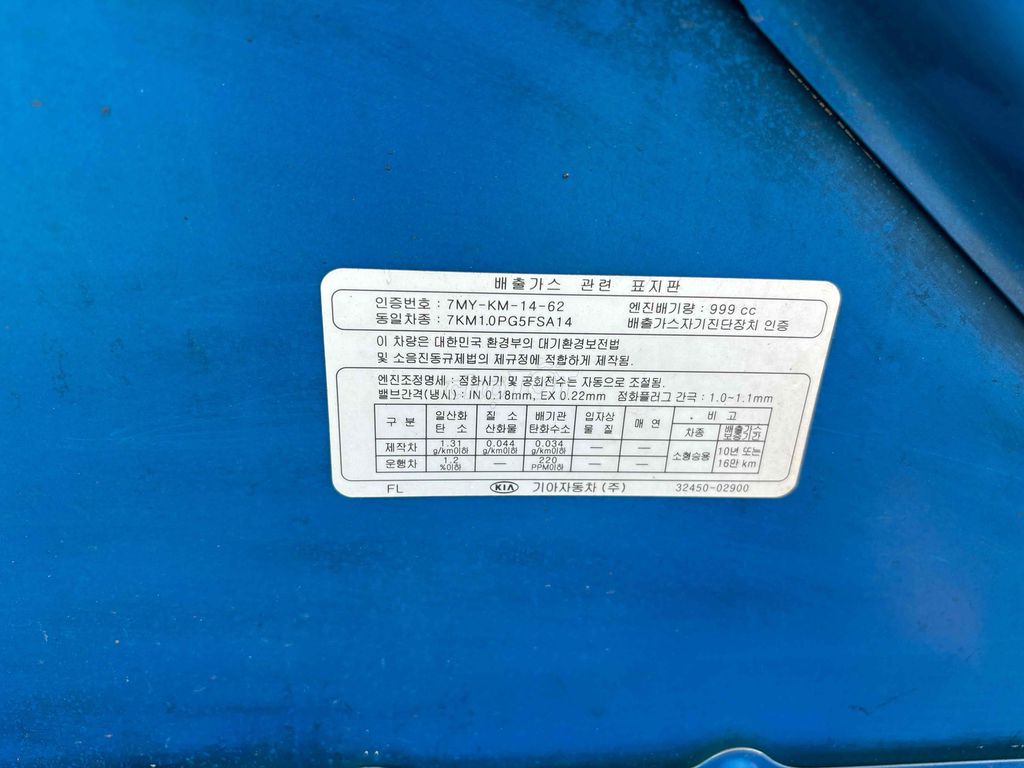 배출가스 관련 표지판
인증번호 : 7MY-KM-14-62 엔진배기량 : 999 cc
동일차종 : 7KM1.0PG5FSA14 배출가스자기진단장치 인증
이 차량은 대한민국 환경부의 대기환경보전법
및 소음진동규제법의 제규정에 적합하게 제작됨.
엔진조정명세 : 점화시기 및 공회전수는 자동으로 조절됨.
밸브간격(냉시) : IN 0.18mm, EX 0.22mm 점화플러그 간극 : 1.0~1.1mm
구 분 일산화 탄 소 질 소 산화물 배기관 탄화수소 입자상 물 질 매 연 비 고
차종 배출가스 보증기간
제작차 1.31 g/km이하 0.044 g/km이하 0.034 g/km이하 — — 소형승용 10년 또는 16만 km
운행차 1.2 %이하 — 220 PPM이하 — —
FL KIA 기아자동차 (주) 32450-02900